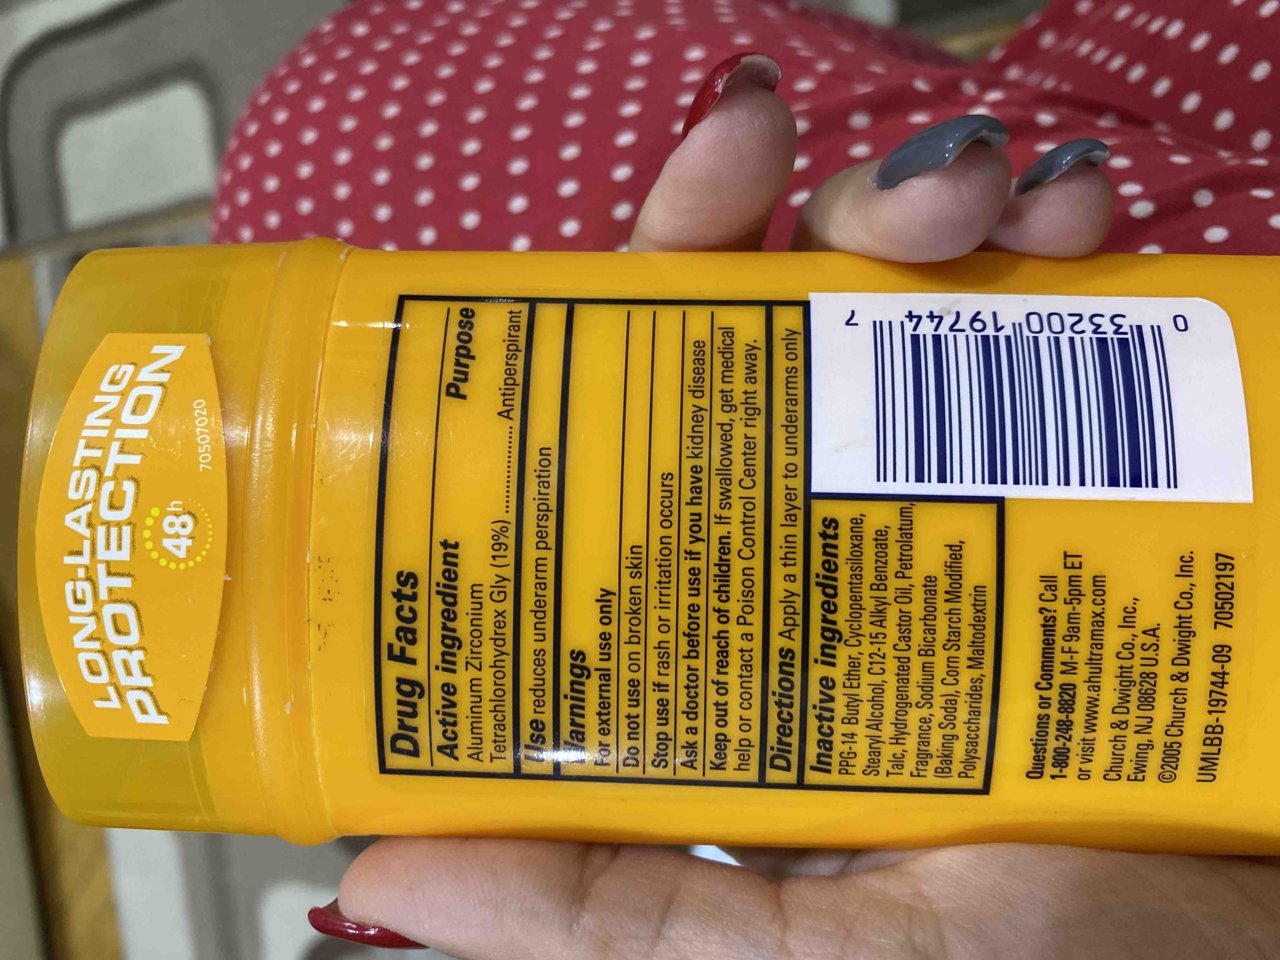 LONG-LASTING
PROTECTION
48h
70507020
Drug Facts
Active ingredient Purpose
Aluminum Zirconium
Tetrachlorohydrex Gly (19%) .................. Antiperspirant
Use reduces underarm perspiration
Warnings
For external use only
Do not use on broken skin
Stop use if rash or irritation occurs
Ask a doctor before use if you have kidney disease
Keep out of reach of children. If swallowed, get medical
help or contact a Poison Control Center right away.
Directions Apply a thin layer to underarms only
Inactive ingredients
PPG-14 Butyl Ether, Cyclopentasiloxane,
Stearyl Alcohol, C12-15 Alkyl Benzoate,
Talc, Hydrogenated Castor Oil, Petrolatum,
Fragrance, Sodium Bicarbonate
(Baking Soda), Corn Starch Modified,
Polysaccharides, Maltodextrin
0 33200 19744 7
Questions or Comments? Call
1-800-248-8820 M-F 9am-5pm ET
or visit www.ahultramax.com
Church & Dwight Co., Inc.,
Ewing, NJ 08628 U.S.A.
©2005 Church & Dwight Co., Inc.
UMLBB-19744-09 70502197